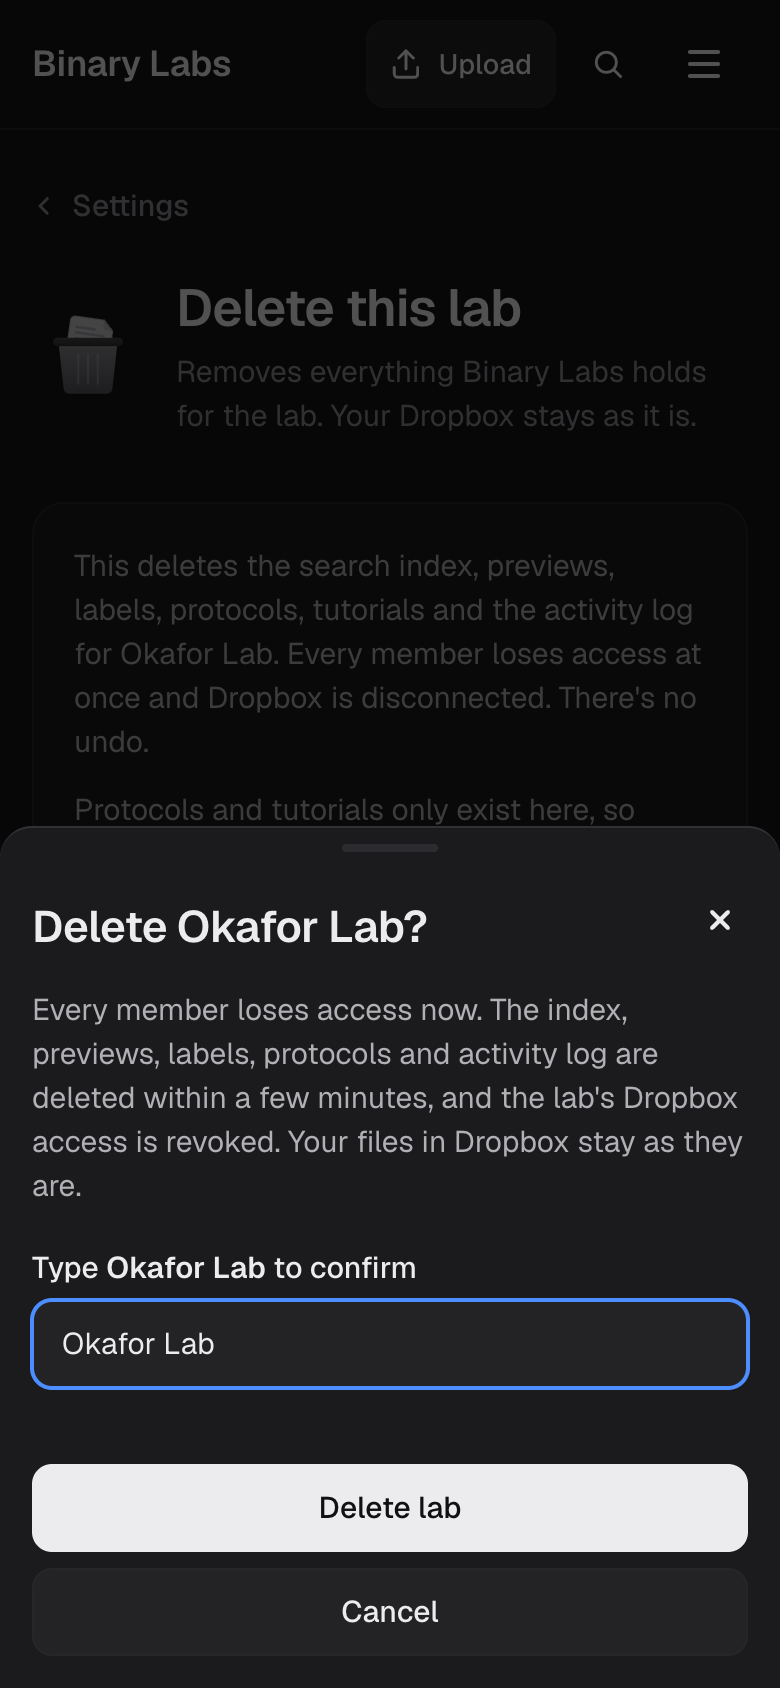 Binary Labs
Upload
Settings
Delete this lab
Removes everything Binary Labs holds
for the lab. Your Dropbox stays as it is.
This deletes the search index, previews,
labels, protocols, tutorials and the activity log
for Okafor Lab. Every member loses access at
once and Dropbox is disconnected. There's no
undo.
Protocols and tutorials only exist here, so
Delete Okafor Lab?
Every member loses access now. The index,
previews, labels, protocols and activity log are
deleted within a few minutes, and the lab's Dropbox
access is revoked. Your files in Dropbox stay as they
are.
Type Okafor Lab to confirm
Okafor Lab
Delete lab
Cancel